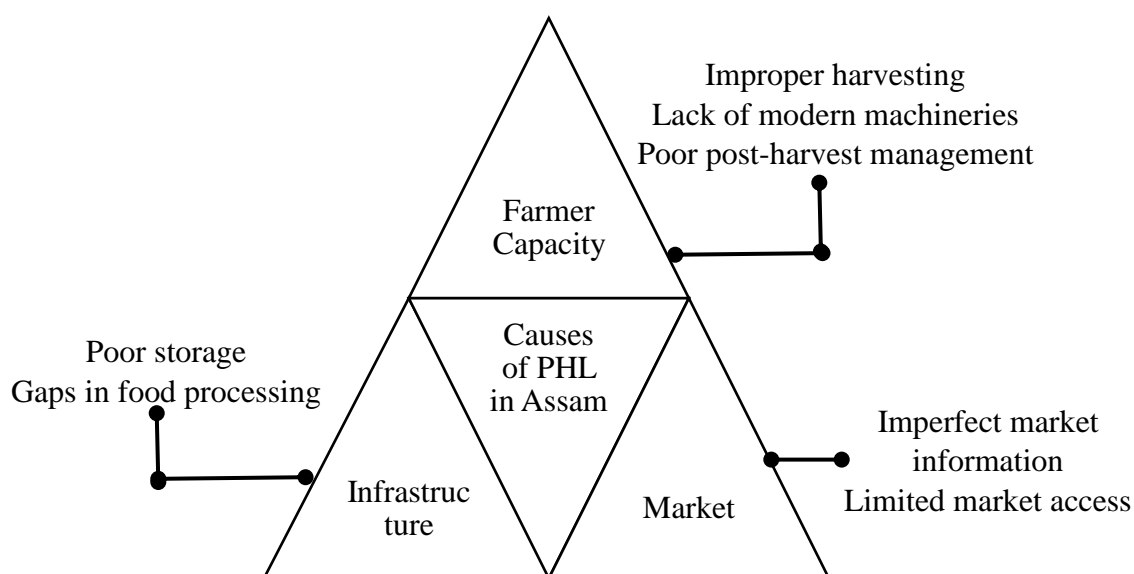 Improper harvesting
Lack of modern machineries
Poor post-harvest management
Farmer
Capacity
Causes
of PHL
in Assam
Poor storage
Gaps in food processing
Imperfect market
information
Limited market access
Infrastruc
ture
Market